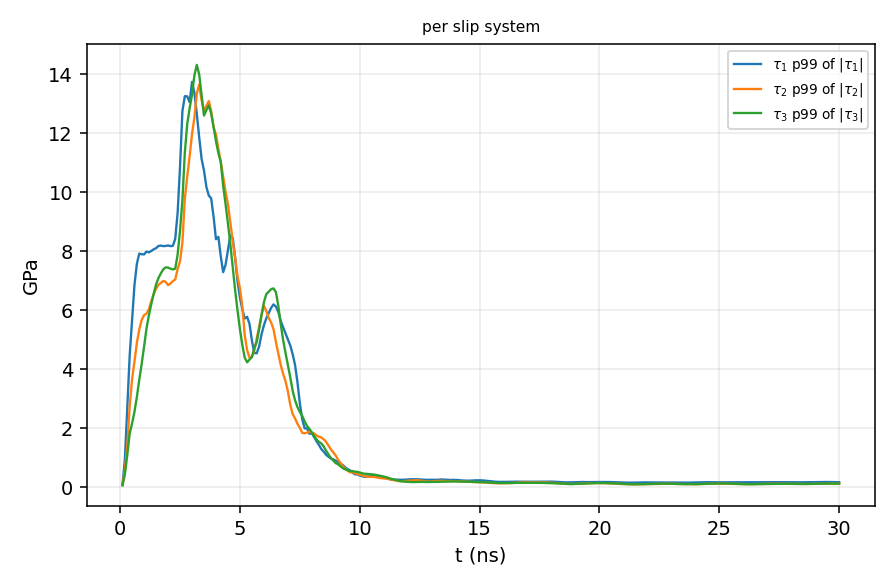 per slip system
τ₁ p99 of |τ₁|
τ₂ p99 of |τ₂|
τ₃ p99 of |τ₃|
GPa
14
12
10
8
6
4
2
0
0 5 10 15 20 25 30
t (ns)